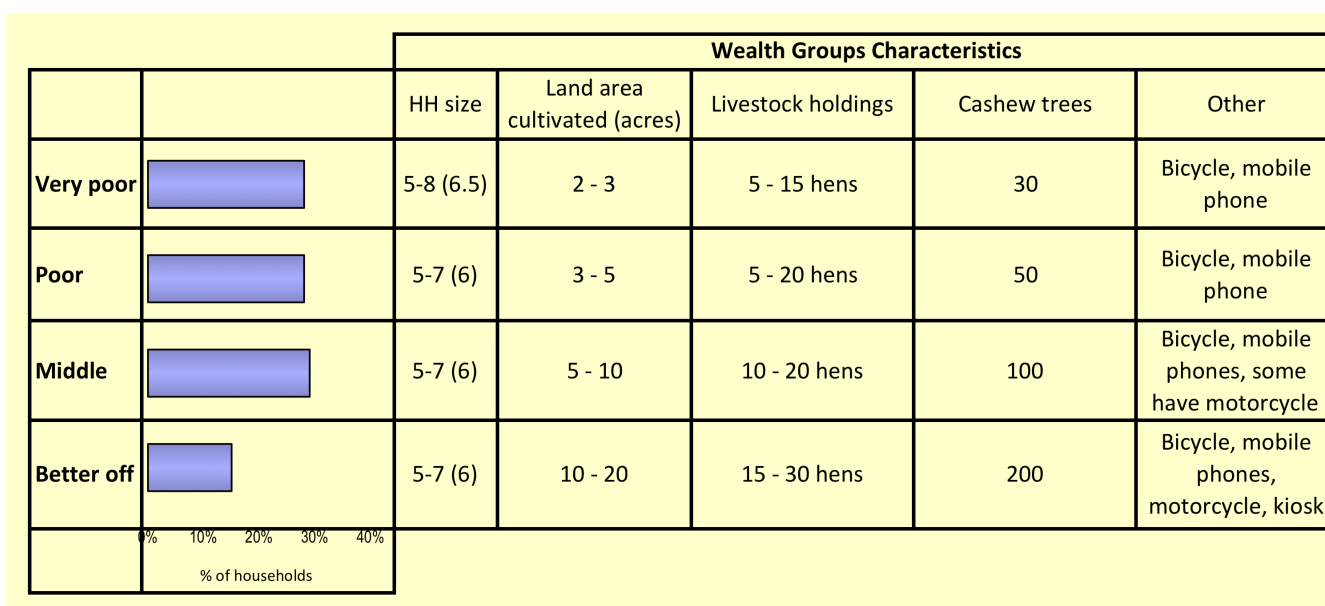 Wealth Groups Characteristics
HH size
Land area
cultivated (acres)
Livestock holdings
Cashew trees
Other
Very poor
5-8 (6.5)
2 - 3
5 - 15 hens
30
Bicycle, mobile
phone
Poor
5-7 (6)
3 - 5
5 - 20 hens
50
Bicycle, mobile
phone
Middle
5-7 (6)
5 - 10
10 - 20 hens
100
Bicycle, mobile
phones, some
have motorcycle
Better off
5-7 (6)
10 - 20
15 - 30 hens
200
Bicycle, mobile
phones,
motorcycle, kiosk
0% 10% 20% 30% 40%
% of households